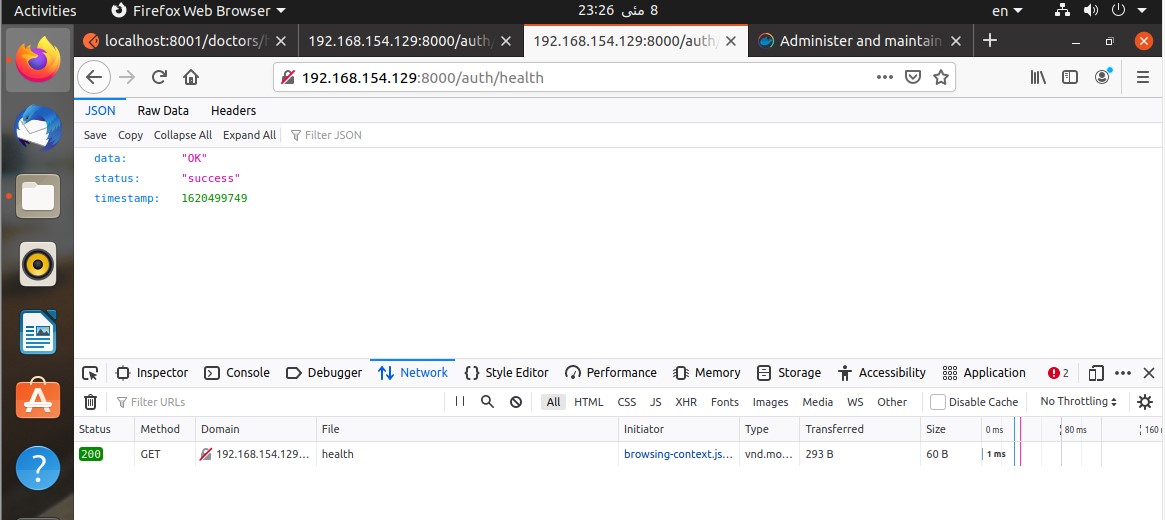 Activities Firefox Web Browser 23:26 8 مئی en
localhost:8001/doctors/h 192.168.154.129:8000/auth/ 192.168.154.129:8000/auth/ Administer and maintain
192.168.154.129:8000/auth/health
JSON Raw Data Headers
Save Copy Collapse All Expand All Filter JSON
data: "OK"
status: "success"
timestamp: 1620499749
Inspector Console Debugger Network Style Editor Performance Memory Storage Accessibility Application 2
Filter URLs All HTML CSS JS XHR Fonts Images Media WS Other Disable Cache No Throttling
Status Method Domain File Initiator Type Transferred Size 0 ms 80 ms 160 m
200 GET 192.168.154.129... health browsing-context.js... vnd.mo... 293 B 60 B 1 ms